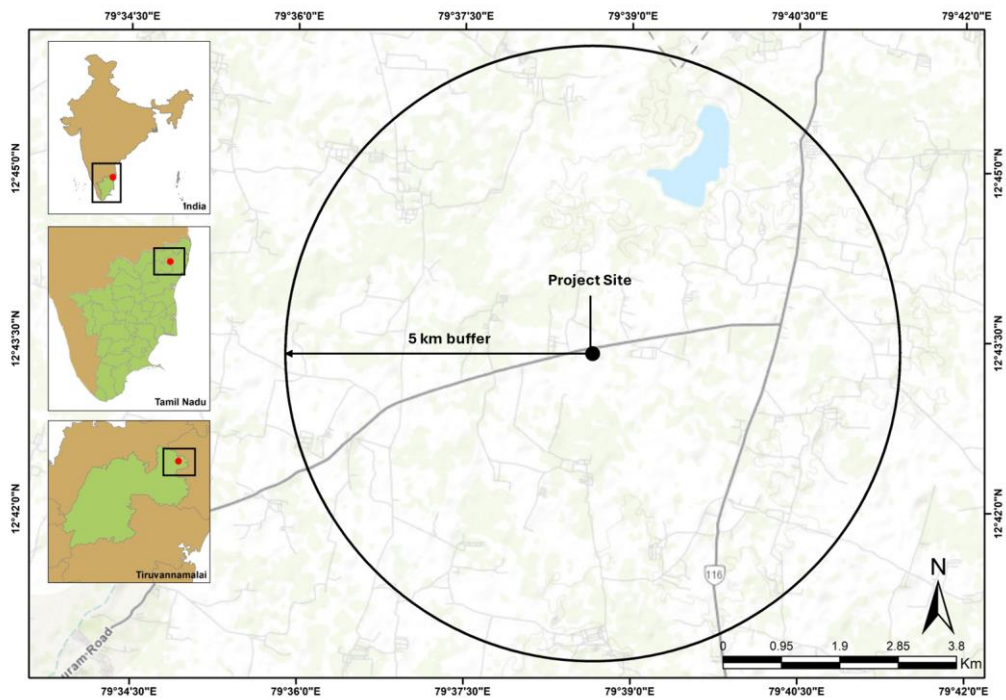 79°34'30"E 79°36'0"E 79°37'30"E 79°39'0"E 79°40'30"E 79°42'0"E
12°45'0"N
12°43'30"N
12°42'0"N
India
Tamil Nadu
Tiruvannamalai
Project Site
5 km buffer
12°45'0"N
12°43'30"N
12°42'0"N
116
N
0 0.95 1.9 2.85 3.8
Km
uram-Road
79°34'30"E 79°36'0"E 79°37'30"E 79°39'0"E 79°40'30"E 79°42'0"E